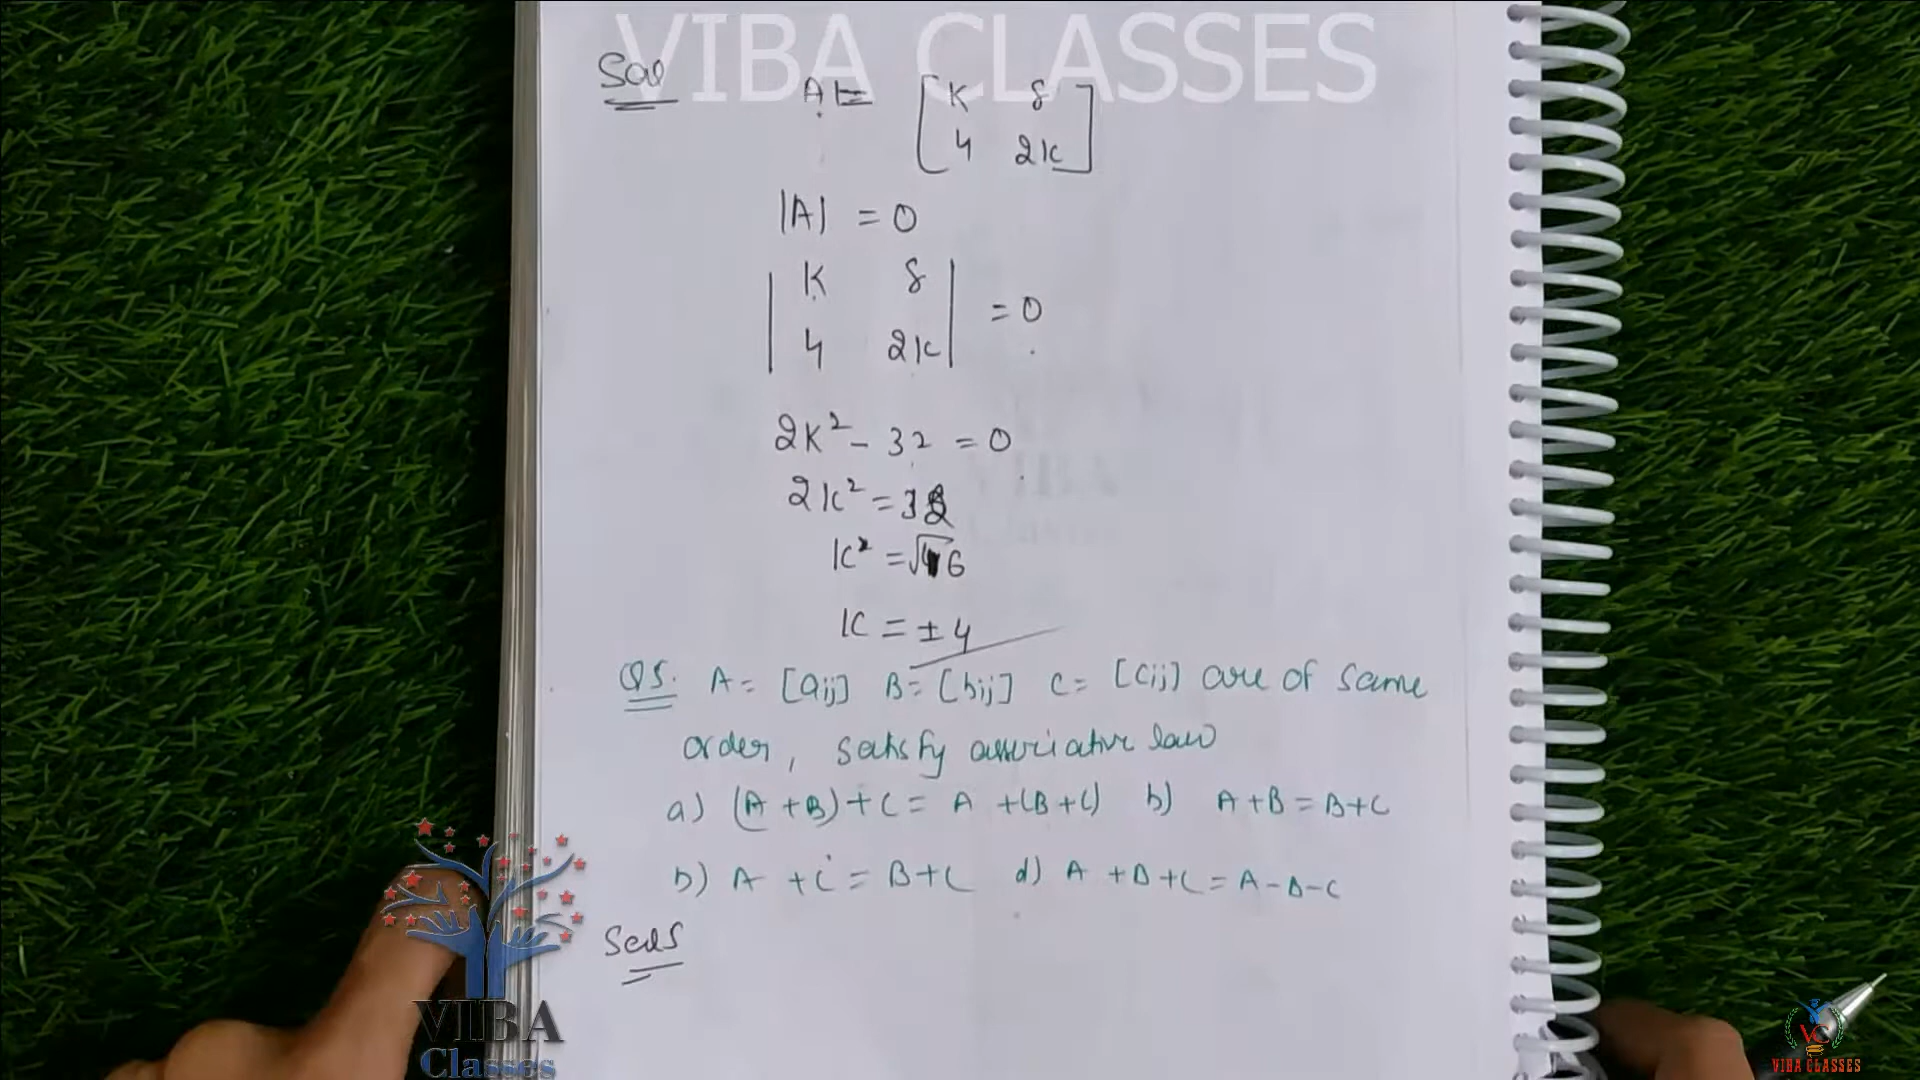 VIBA CLASSES
Sol A = [K 8
4 2K]
|A| = 0
|K 8
4 2K| = 0
2K² - 32 = 0
2K² = 32
K² = √16
K = ± 4
Q5. A = [aij] B = [bij] C = [cij] are of same
order, satisfy associative law
a) (A + B) + C = A + (B + C) b) A + B = B + C
b) A + C = B + C d) A + B + C = A - B - C
VIBA
Classes
VC
VIBA CLASSES